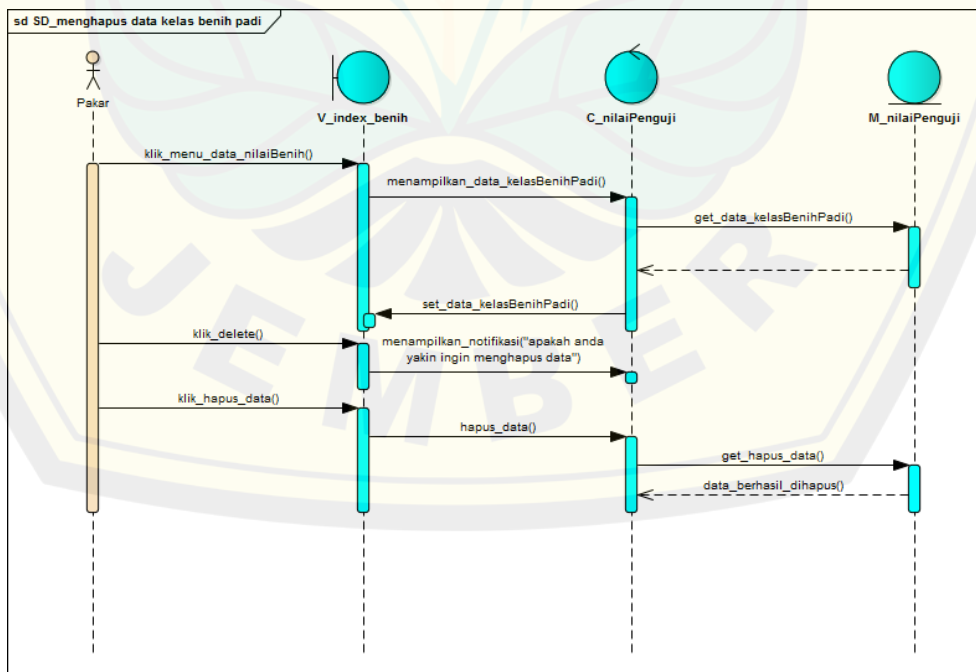 sd SD_menghapus data kelas benih padi
Pakar
V_index_benih
C_nilaiPenguji
M_nilaiPenguji
klik_menu_data_nilaiBenih()
menampilkan_data_kelasBenihPadi()
get_data_kelasBenihPadi()
set_data_kelasBenihPadi()
klik_delete()
menampilkan_notifikasi("apakah anda
yakin ingin menghapus data")
klik_hapus_data()
hapus_data()
get_hapus_data()
data_berhasil_dihapus()
JEMBER